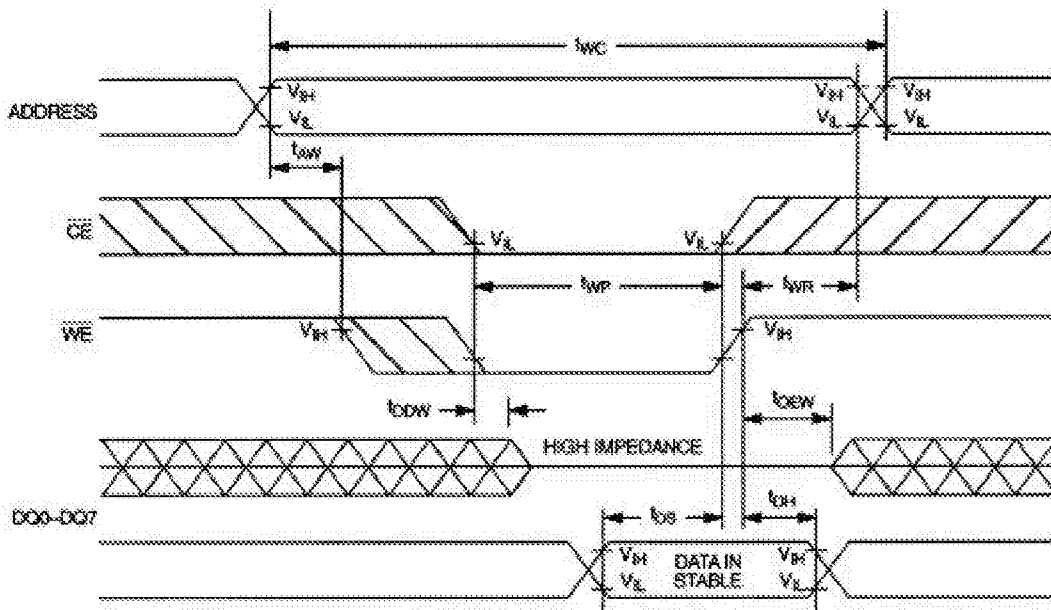 tWC
ADDRESS
VIH
VIL
VIH
VIL
VIH
VIL
tAW
CE
VIL
VIL
tWP
tWR
WE
VIH
VIH
tODW
tOEW
HIGH IMPEDANCE
DQ0–DQ7
tDS
tDH
VIH
VIL
DATA IN
STABLE
VIH
VIL